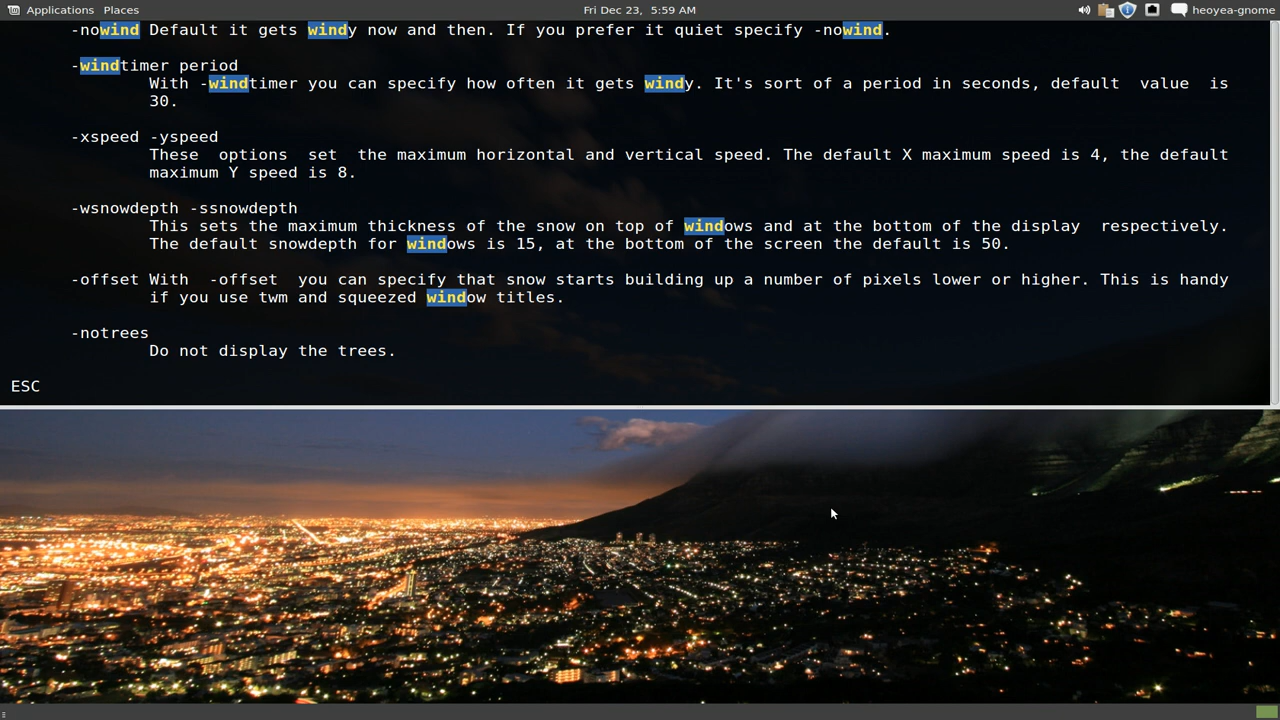 Applications Places
Fri Dec 23, 5:59 AM
heoyea-gnome
-nowind Default it gets windy now and then. If you prefer it quiet specify -nowind.
-windtimer period
With -windtimer you can specify how often it gets windy. It's sort of a period in seconds, default value is
30.
-xspeed -yspeed
These options set the maximum horizontal and vertical speed. The default X maximum speed is 4, the default
maximum Y speed is 8.
-wsnowdepth -ssnowdepth
This sets the maximum thickness of the snow on top of windows and at the bottom of the display respectively.
The default snowdepth for windows is 15, at the bottom of the screen the default is 50.
-offset With -offset you can specify that snow starts building up a number of pixels lower or higher. This is handy
if you use twm and squeezed window titles.
-notrees
Do not display the trees.
ESC